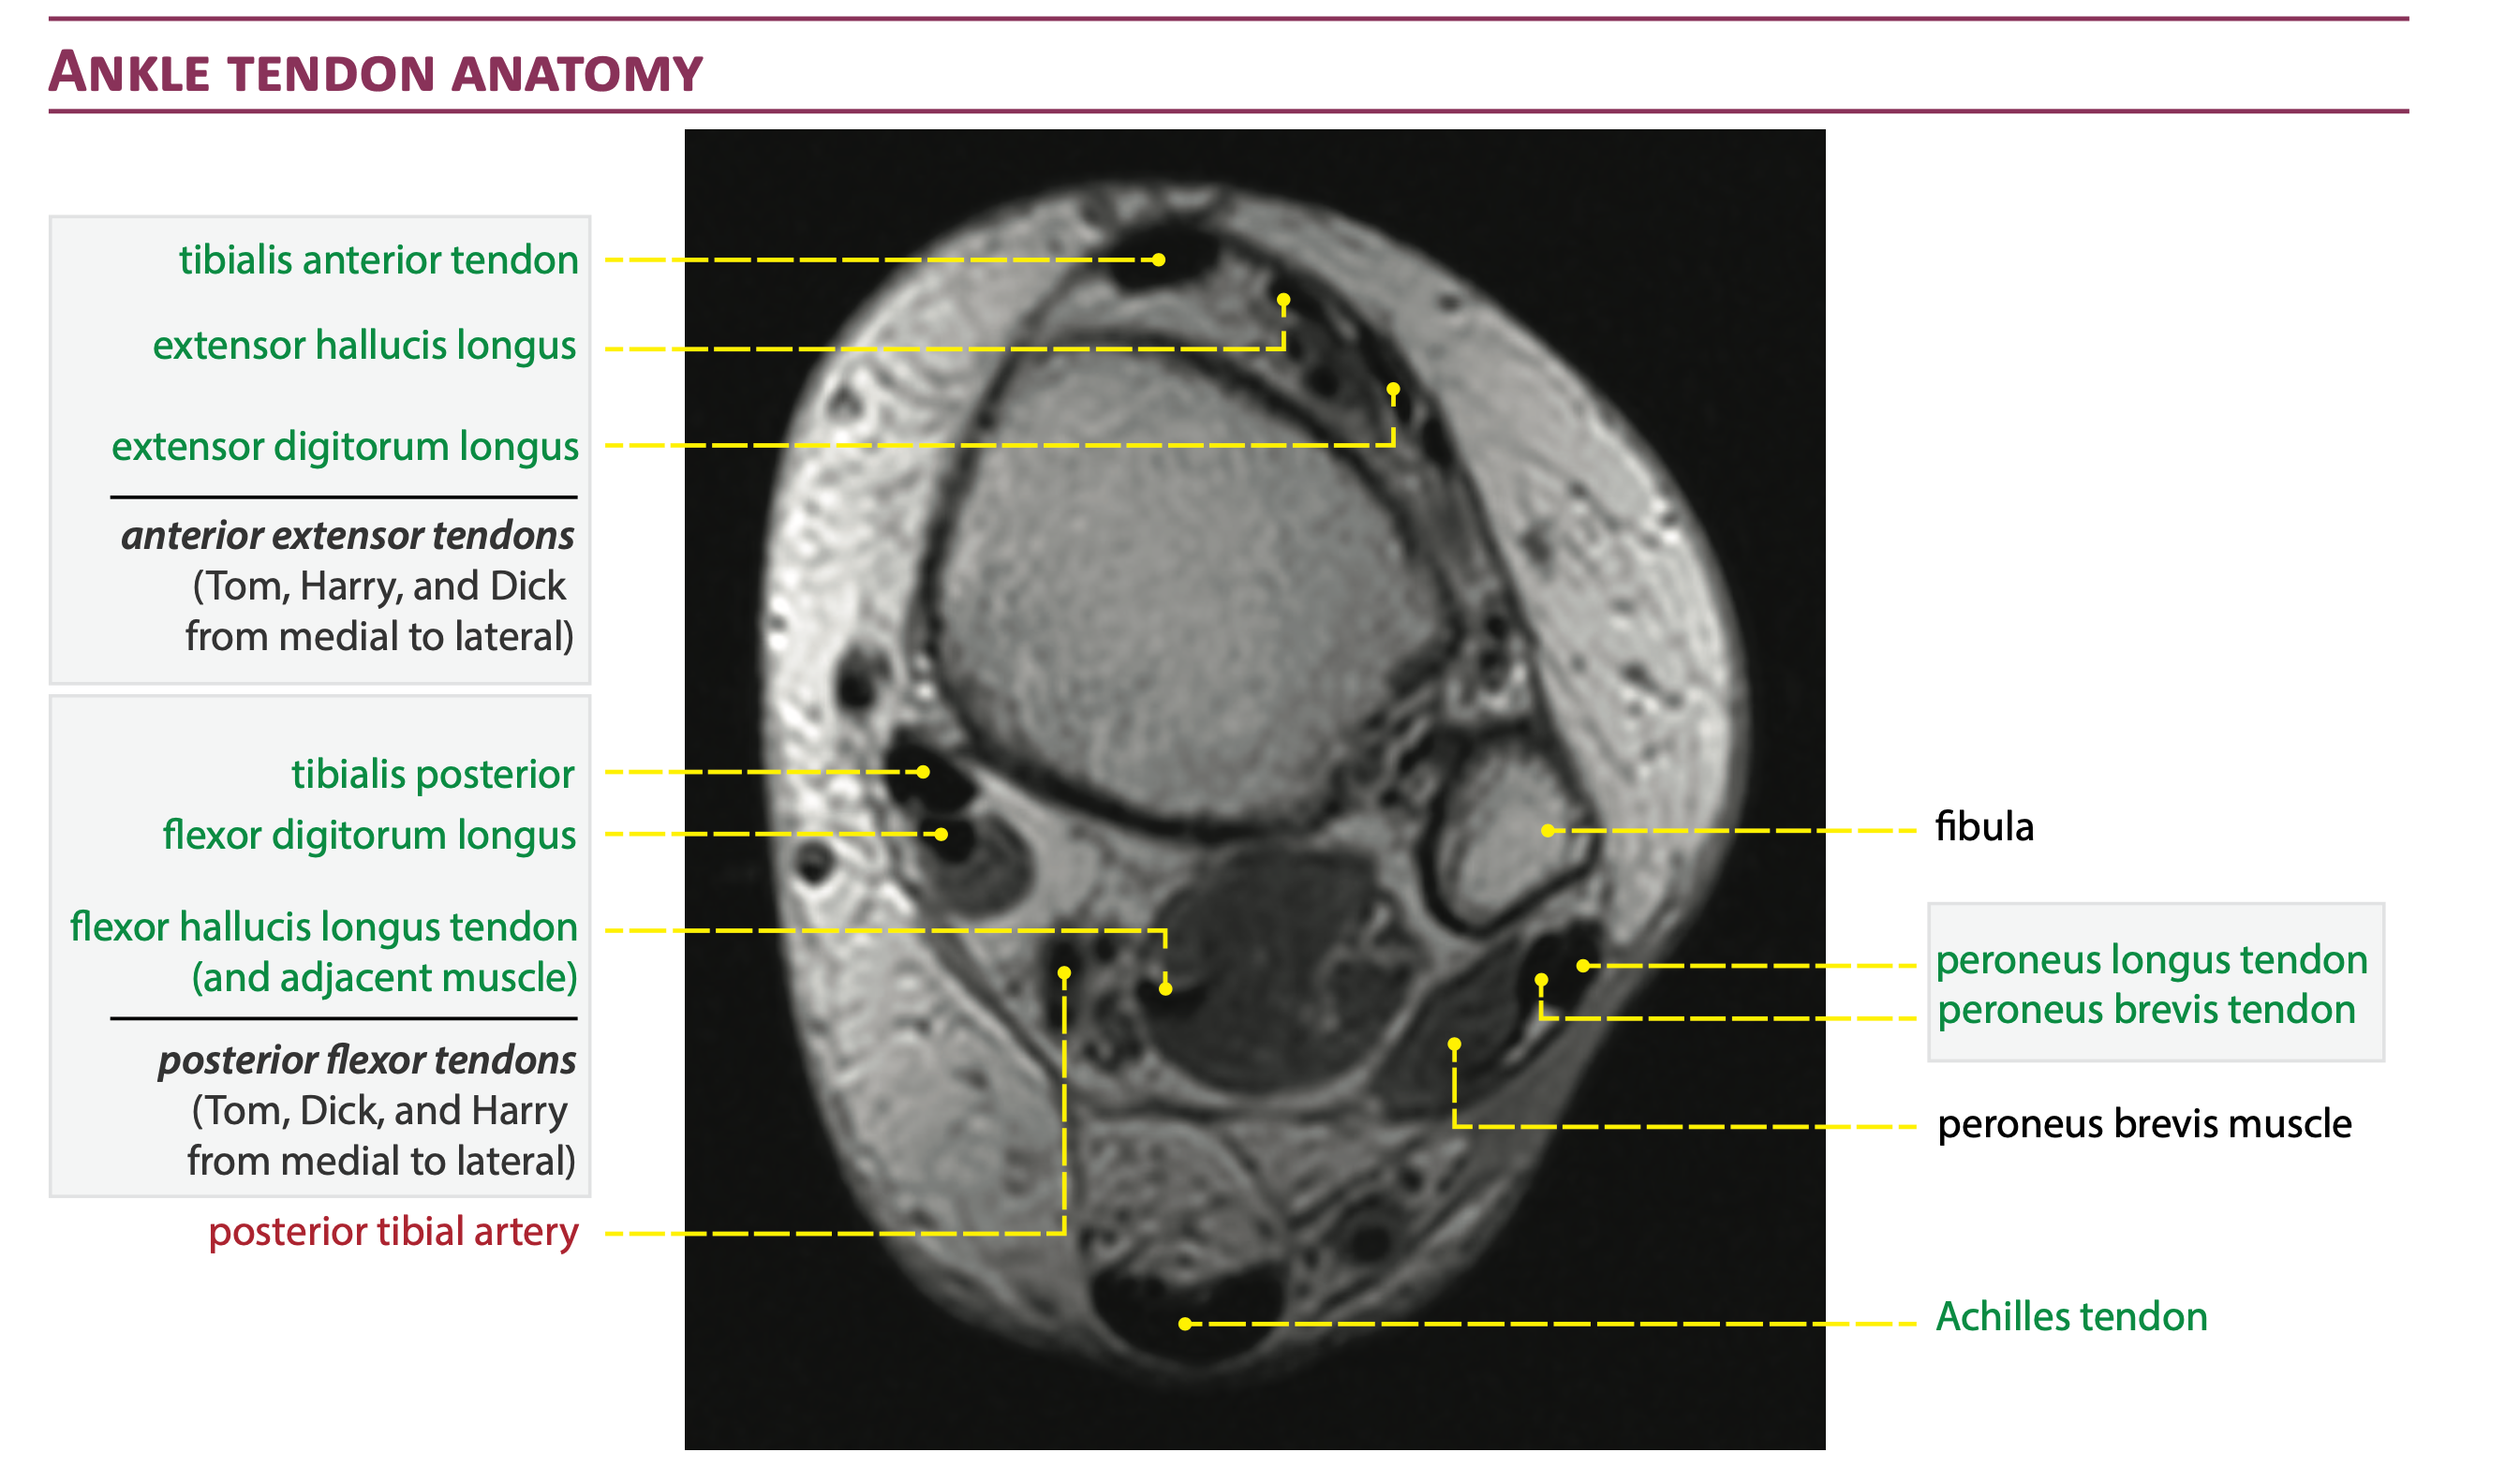 ANKLE TENDON ANATOMY
tibialis anterior tendon
extensor hallucis longus
extensor digitorum longus
anterior extensor tendons
(Tom, Harry, and Dick
from medial to lateral)
tibialis posterior
flexor digitorum longus
flexor hallucis longus tendon
(and adjacent muscle)
posterior flexor tendons
(Tom, Dick, and Harry
from medial to lateral)
posterior tibial artery
fibula
peroneus longus tendon
peroneus brevis tendon
peroneus brevis muscle
Achilles tendon